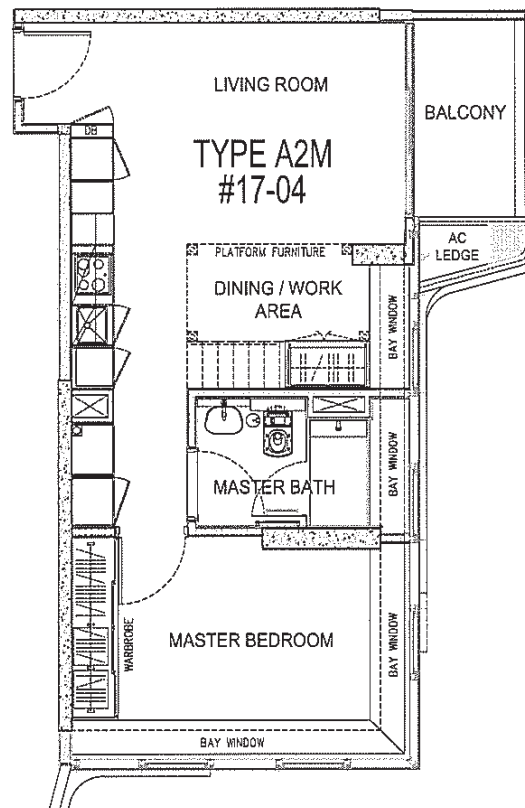 LIVING ROOM
BALCONY
DB
TYPE A2M
#17-04
AC
LEDGE
PLATFORM FURNITURE
DINING / WORK
AREA
BAY WINDOW
BAY WINDOW
MASTER BATH
MASTER BEDROOM
WARBROBE
BAY WINDOW
BAY WINDOW